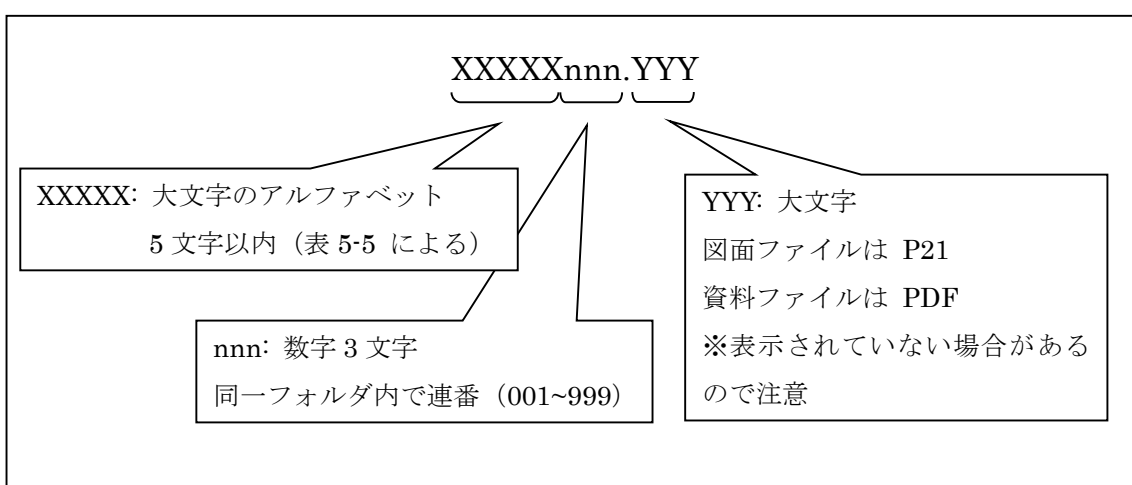 XXXXXnnn.YYY
XXXXX: 大文字のアルファベット
5 文字以内（表 5-5 による）
nnn: 数字 3 文字
同一フォルダ内で連番（001~999）
YYY: 大文字
図面ファイルは P21
資料ファイルは PDF
※表示されていない場合がある
ので注意